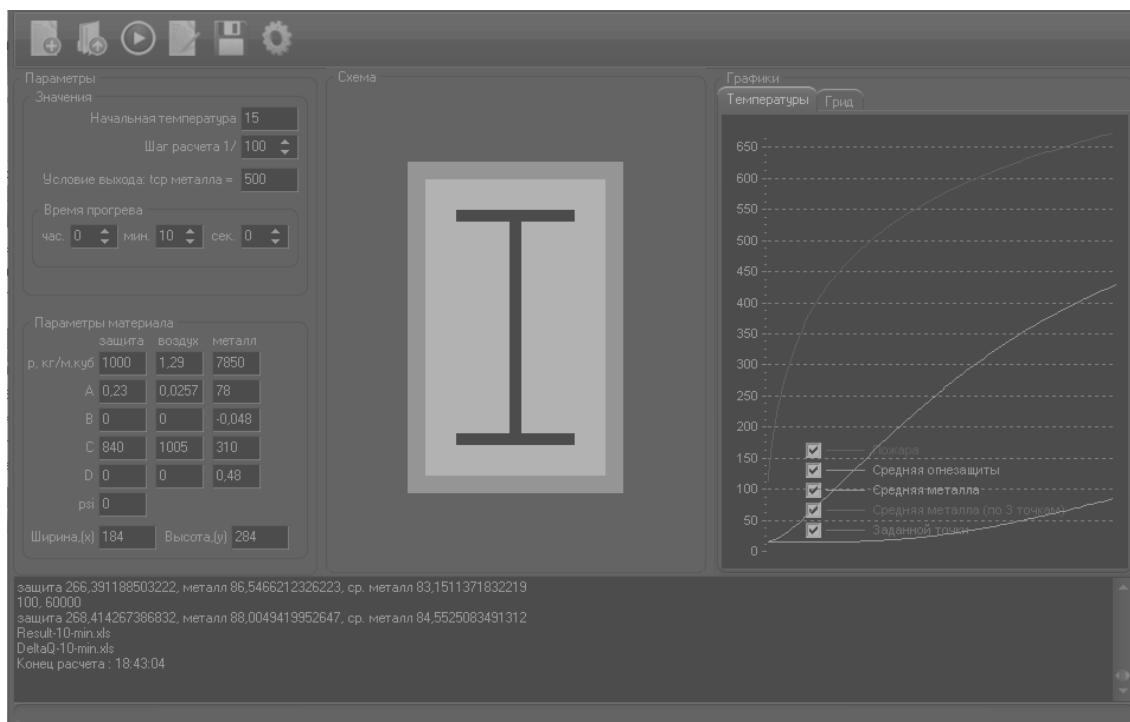 Параметры
Значения
Начальная температура 15
Шаг расчета 1/ 100
Условие выхода: tср металла = 500
Время прогрева
час. 0 мин. 10 сек. 0
Параметры материала
защита воздух металл
р, кг/м.куб 1000 1,29 7850
A 0,23 0,0257 78
B 0 0 -0,048
C 840 1005 310
D 0 0 0,48
psi 0
Ширина,(x) 184 Высота,(y) 284
Схема
Графики
Температуры Грид
650
600
550
500
450
400
350
300
250
200
150
100
50
0
Пожара
Средняя огнезащиты
Средняя металла
Средняя металла (по 3 точкам)
Заданной точки
защита 266,391188503222, металл 86,5466212326223, ср. металл 83,1511371832219
100, 60000
защита 268,414267386832, металл 88,0049419952647, ср. металл 84,5525083491312
Result-10-min.xls
DeltaQ-10-min.xls
Конец расчета : 18:43:04